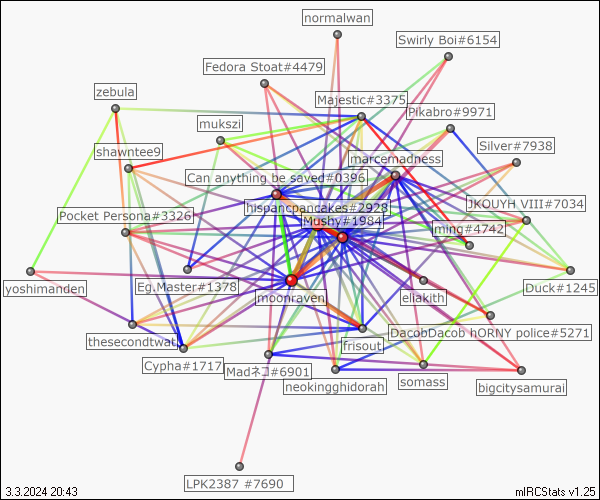 normalwan
Swirly Boi#6154
Fedora Stoat#4479
zebula
Majestic#3375
Pikabro#9971
mukszi
Silver#7938
shawntee9
marcemadness
Can anything be saved#0396
JKOUYH VIII#7034
hispancpancakes#2928
Pocket Persona#3326
Mushy#1984
ming#4742
yoshimanden
Eg.Master#1378
Duck#1245
moonraven
eliakith
DacobDacob hORNY police#5271
thesecondtwat
frisout
Cypha#1717
Madネコ#6901
neokingghidorah
somass
bigcitysamurai
LPK2387 #7690
3.3.2024 20:43
mIRCStats v1.25